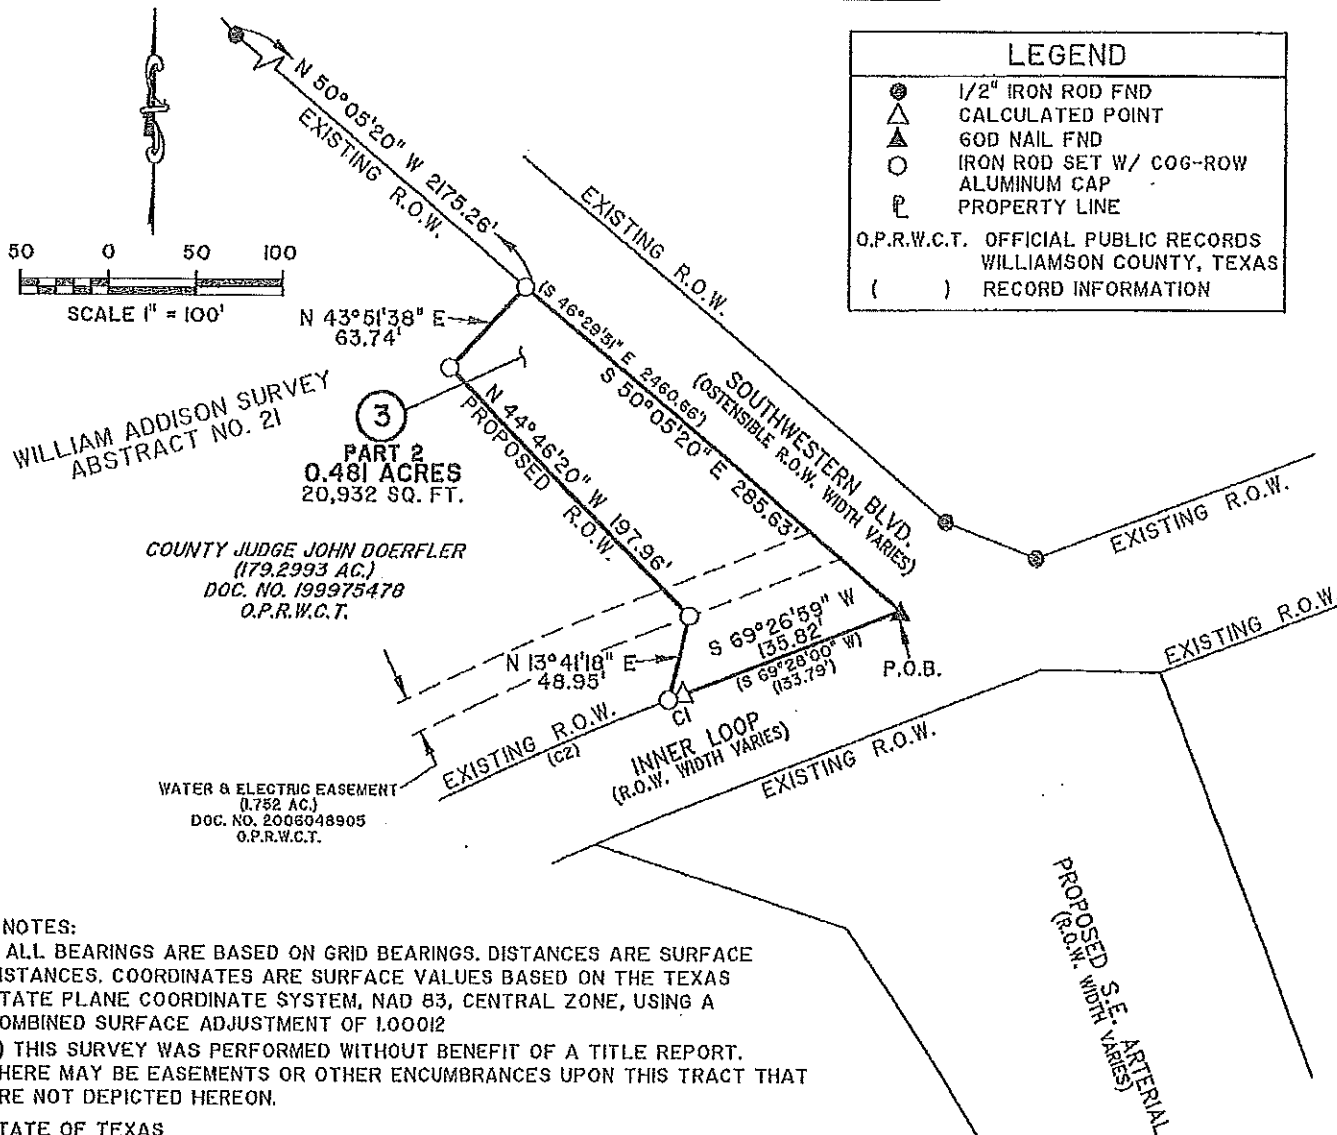 LEGEND
1/2" IRON ROD FND
CALCULATED POINT
60D NAIL FND
IRON ROD SET W/ COG-ROW
ALUMINUM CAP
PROPERTY LINE
O.P.R.W.C.T. OFFICIAL PUBLIC RECORDS
WILLIAMSON COUNTY, TEXAS
( ) RECORD INFORMATION
50 0 50 100
SCALE 1" = 100'
N 50°05'20" W 2175.26'
EXISTING R.O.W.
EXISTING R.O.W.
N 43°51'38" E
63.74'
(S 46°29'31" E 2460.66')
S 50°05'20" E 285.63'
SOUTHWESTERN BLVD.
(OSTENSIBLE R.O.W. WIDTH VARIES)
WILLIAM ADDISON SURVEY
ABSTRACT NO. 21
3
PART 2
0.481 ACRES
20,932 SQ. FT.
N 44°46'20" W 197.96'
PROPOSED R.O.W.
EXISTING R.O.W.
COUNTY JUDGE JOHN DOERFLER
(179.2993 AC.)
DOC. NO. 199975478
O.P.R.W.C.T.
S 69°26'59" W
135.82'
(S 69°28'00" W)
(133.79')
P.O.B.
EXISTING R.O.W.
N 13°41'18" E
48.95'
C1
EXISTING R.O.W.
(C2)
INNER LOOP
(R.O.W. WIDTH VARIES)
EXISTING R.O.W.
WATER & ELECTRIC EASEMENT
(1.752 AC.)
DOC. NO. 2006048905
O.P.R.W.C.T.
PROPOSED S.E. ARTERIAL
(R.O.W. WIDTH VARIES)
NOTES:
ALL BEARINGS ARE BASED ON GRID BEARINGS. DISTANCES ARE SURFACE
ISTANCES. COORDINATES ARE SURFACE VALUES BASED ON THE TEXAS
TATE PLANE COORDINATE SYSTEM, NAD 83, CENTRAL ZONE, USING A
OMBINED SURFACE ADJUSTMENT OF 1.00012
) THIS SURVEY WAS PERFORMED WITHOUT BENEFIT OF A TITLE REPORT.
HERE MAY BE EASEMENTS OR OTHER ENCUMBRANCES UPON THIS TRACT THAT
RE NOT DEPICTED HEREON.
TATE OF TEXAS